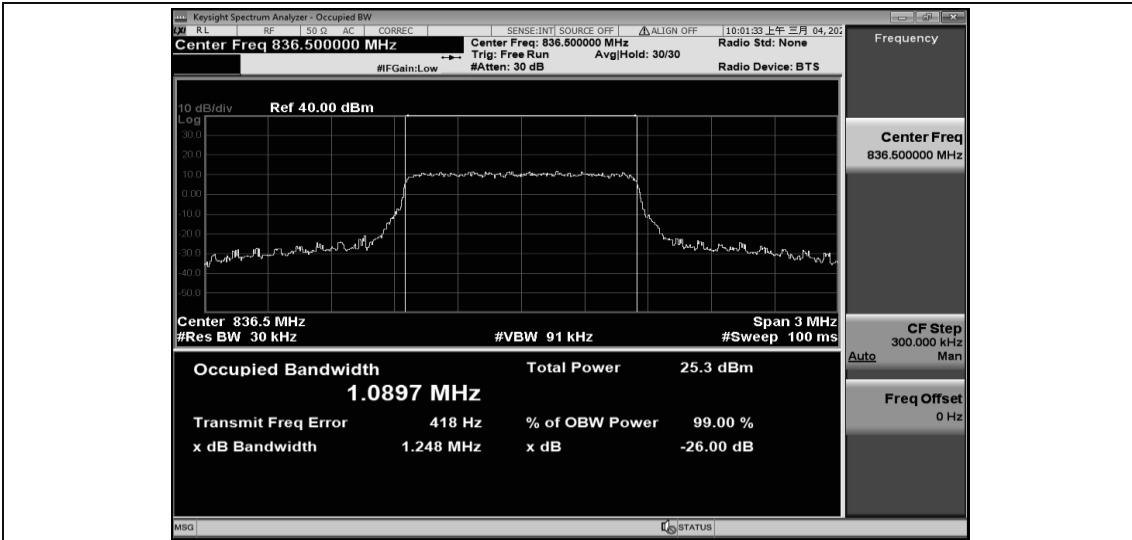 Keysight Spectrum Analyzer - Occupied BW
LXI RL RF 50 Ω AC CORREC SENSE:INT SOURCE OFF ALIGN OFF 10:01:33 上午 三月 04, 202
Center Freq 836.500000 MHz
Center Freq: 836.500000 MHz
Radio Std: None
Trig: Free Run Avg|Hold: 30/30
#IFGain:Low
#Atten: 30 dB
Radio Device: BTS
10 dB/div Ref 40.00 dBm
Log
30.0
20.0
10.0
0.00
-10.0
-20.0
-30.0
-40.0
-50.0
Center 836.5 MHz
Span 3 MHz
#Res BW 30 kHz
#VBW 91 kHz
#Sweep 100 ms
Occupied Bandwidth
Total Power 25.3 dBm
1.0897 MHz
Transmit Freq Error 418 Hz
% of OBW Power 99.00 %
x dB Bandwidth 1.248 MHz
x dB -26.00 dB
MSG
STATUS
Frequency
Center Freq
836.500000 MHz
CF Step
300.000 kHz
Auto Man
Freq Offset
0 Hz